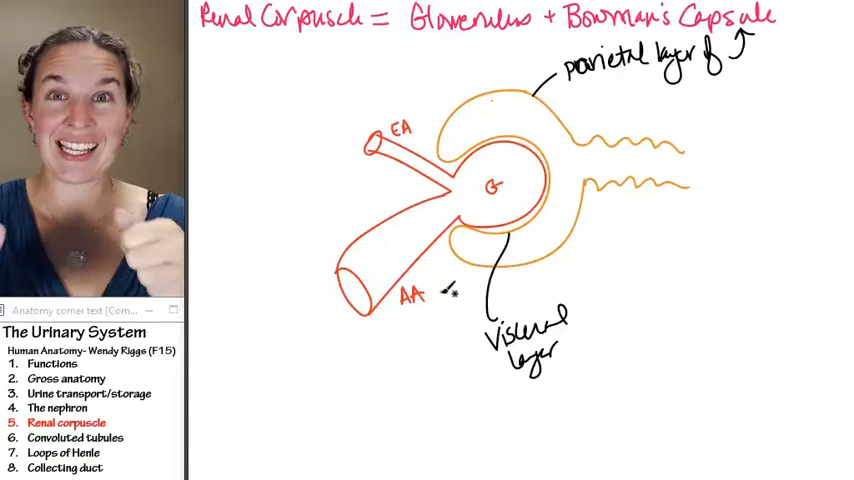 Renal Corpuscle = Glomerulus + Bowman's Capsule
parietal layer of
EA
G
AA
Visceral
layer
Anatomy corner text [Com...
The Urinary System
Human Anatomy- Wendy Riggs (F15)
1. Functions
2. Gross anatomy
3. Urine transport/storage
4. The nephron
5. Renal corpuscle
6. Convoluted tubules
7. Loops of Henle
8. Collecting duct